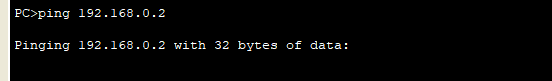 PC>ping 192.168.0.2
Pinging 192.168.0.2 with 32 bytes of data: